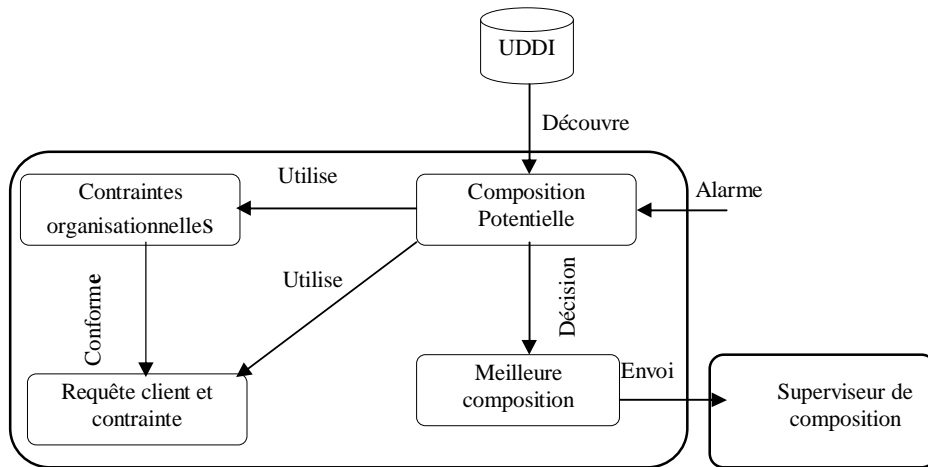 UDDI
Découvre
Contraintes
organisationnelleS
Utilise
Composition
Potentielle
Alarme
Conforme
Utilise
Décision
Requête client et
contrainte
Meilleure
composition
Envoi
Superviseur de
composition